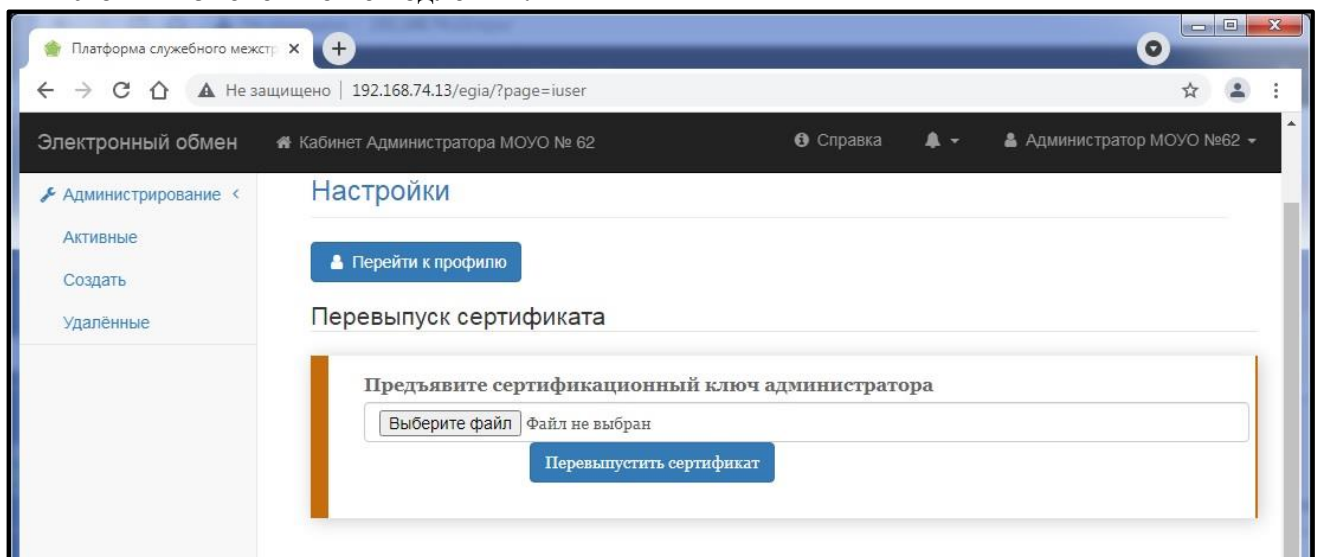 Платформа служебного межстр
Не защищено | 192.168.74.13/egia/?page=iuser
Электронный обмен Кабинет Администратора МОУО № 62 Справка Администратор МОУО №62
Администрирование
Настройки
Активные
Перейти к профилю
Создать
Удалённые
Перевыпуск сертификата
Предъявите сертификационный ключ администратора
Выберите файл Файл не выбран
Перевыпустить сертификат